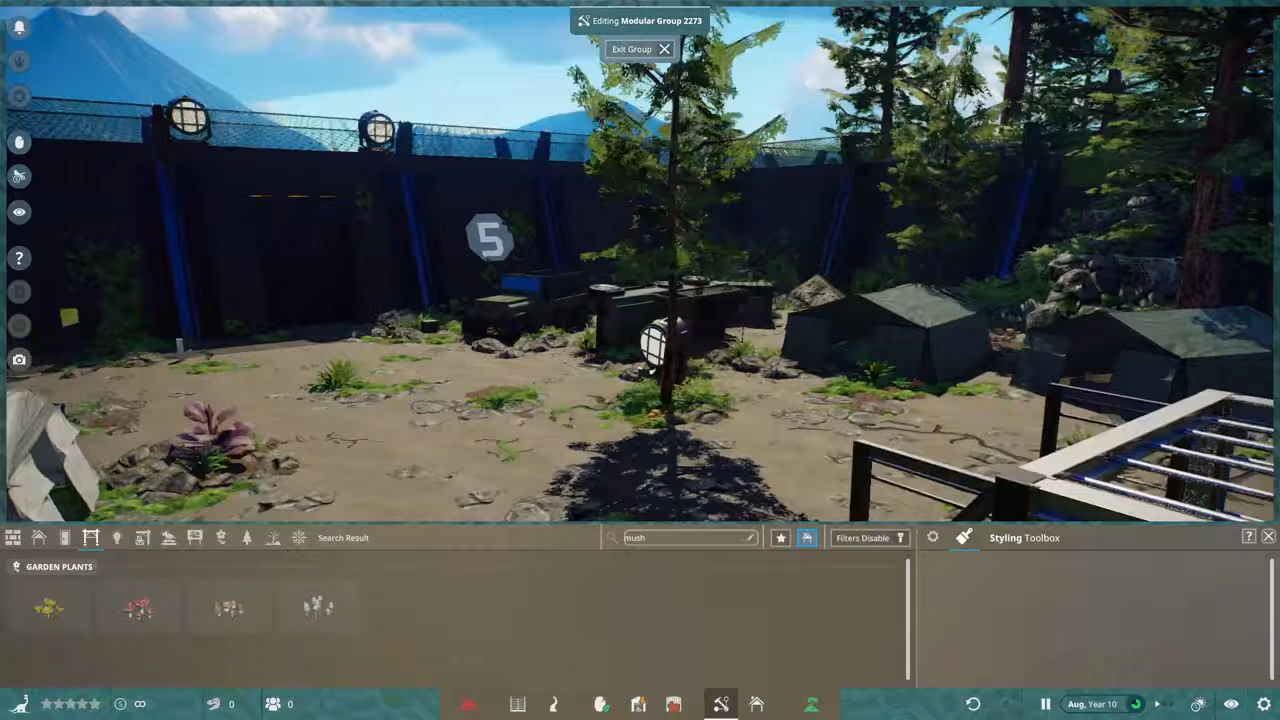 Editing Modular Group 2273
Exit Group
5
?
Search Result
mush
Filters Disable
Styling Toolbox
?
GARDEN PLANTS
∞
0
0
Aug, Year 10